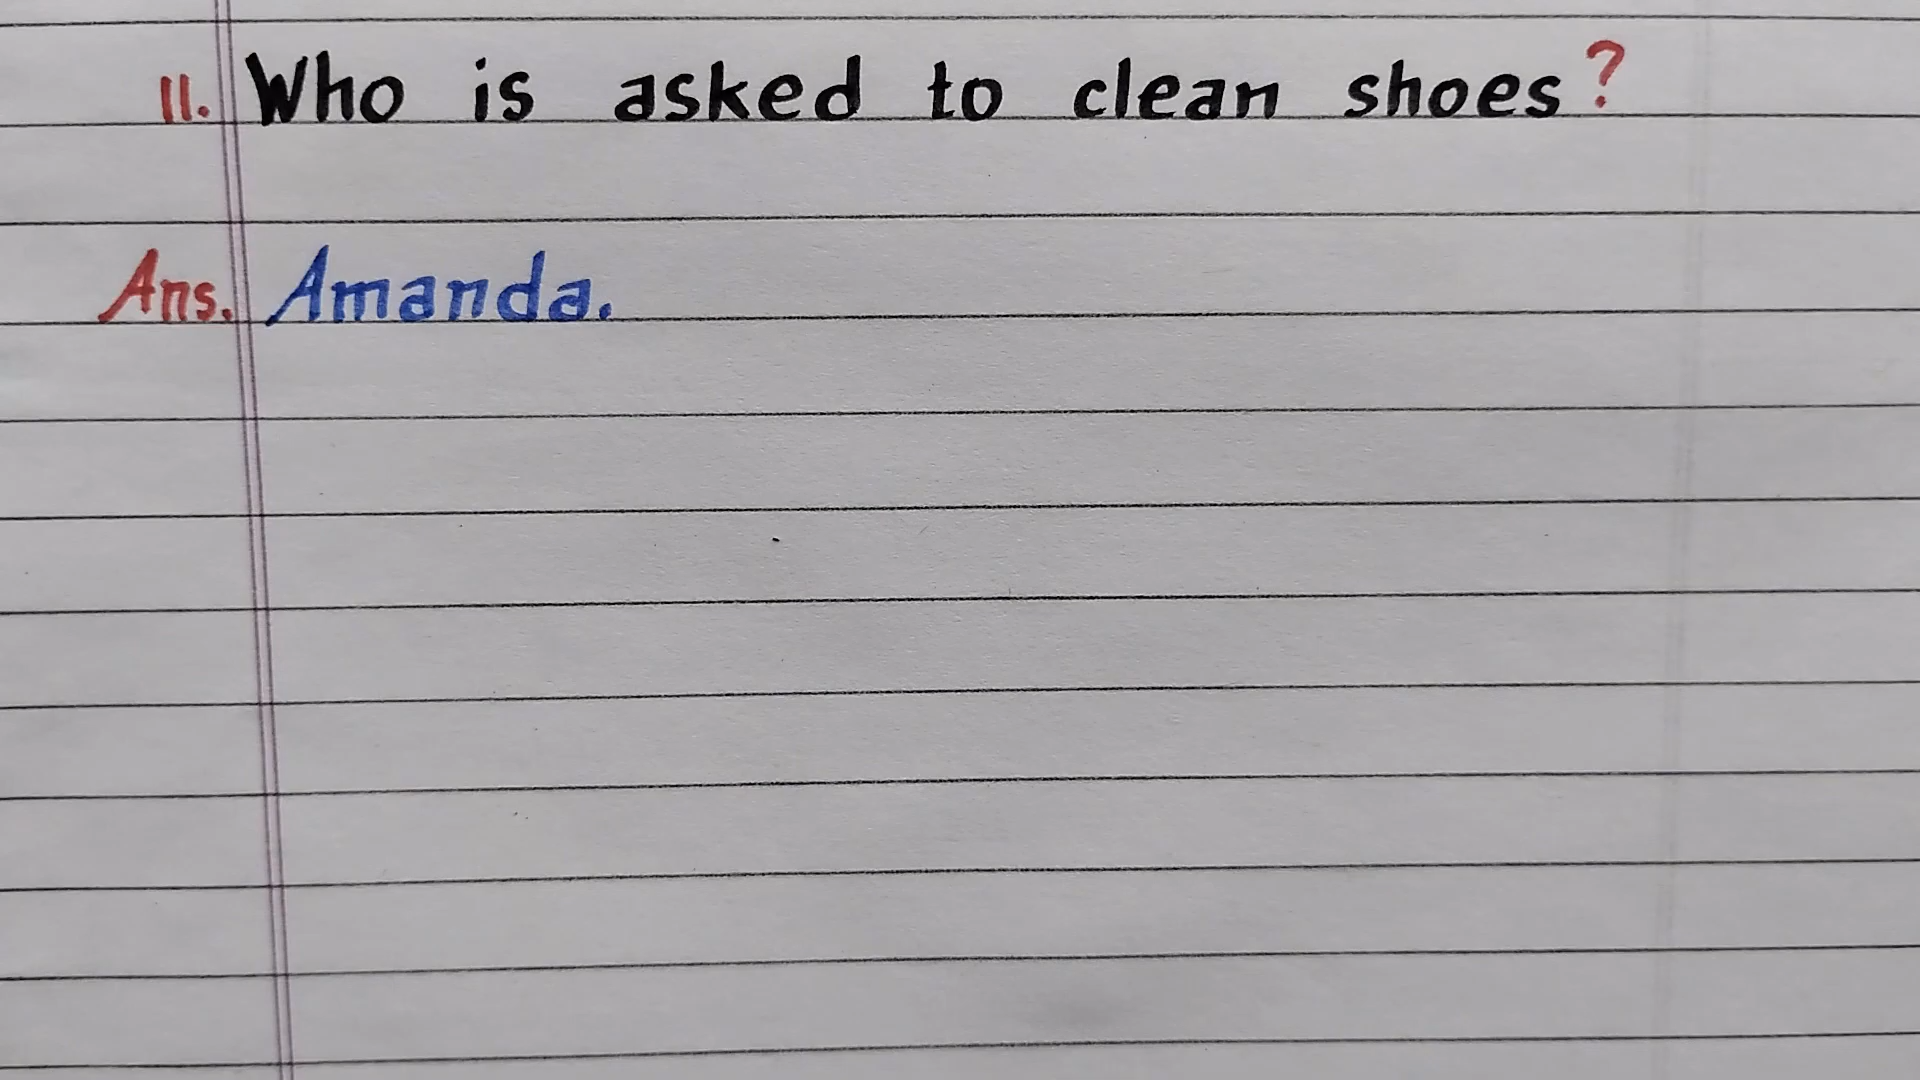 11. Who is asked to clean shoes?
Ans. Amanda.